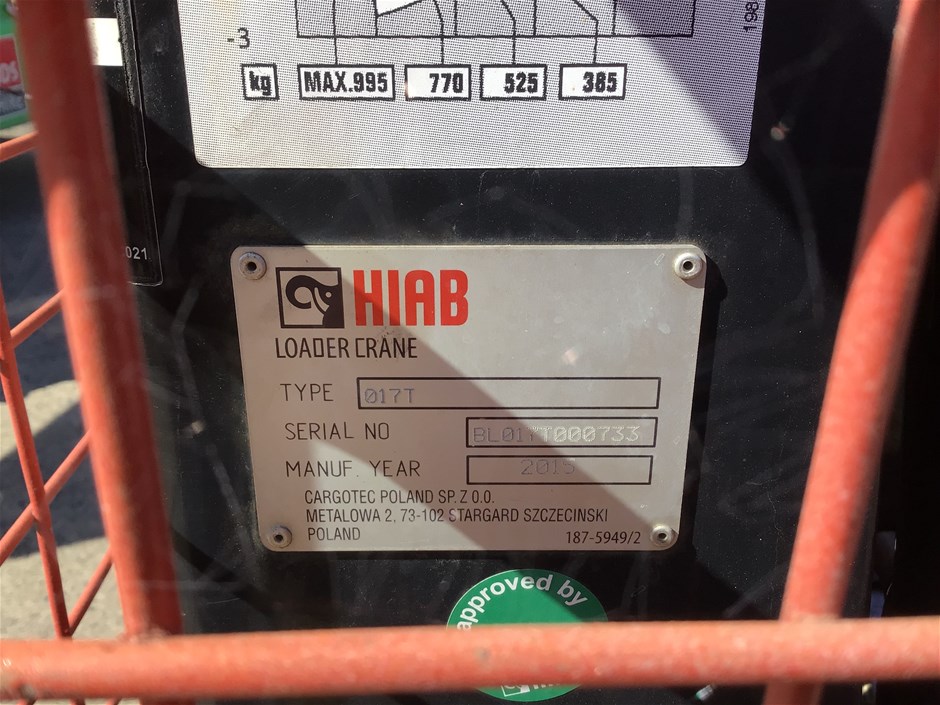 -3
198
kg MAX.995 770 525 385
021
HIAB
LOADER CRANE
TYPE 017T
SERIAL NO BL017T000733
MANUF. YEAR 2015
CARGOTEC POLAND SP. Z O.O.
METALOWA 2, 73-102 STARGARD SZCZECINSKI
POLAND 187-5949/2
approved by